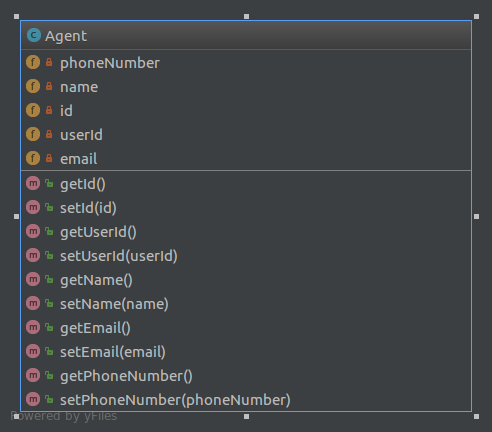 C Agent
f phoneNumber
f name
f id
f userId
f email
m getId()
m setId(id)
m getUserId()
m setUserId(userId)
m getName()
m setName(name)
m getEmail()
m setEmail(email)
m getPhoneNumber()
m setPhoneNumber(phoneNumber)
Powered by yFiles